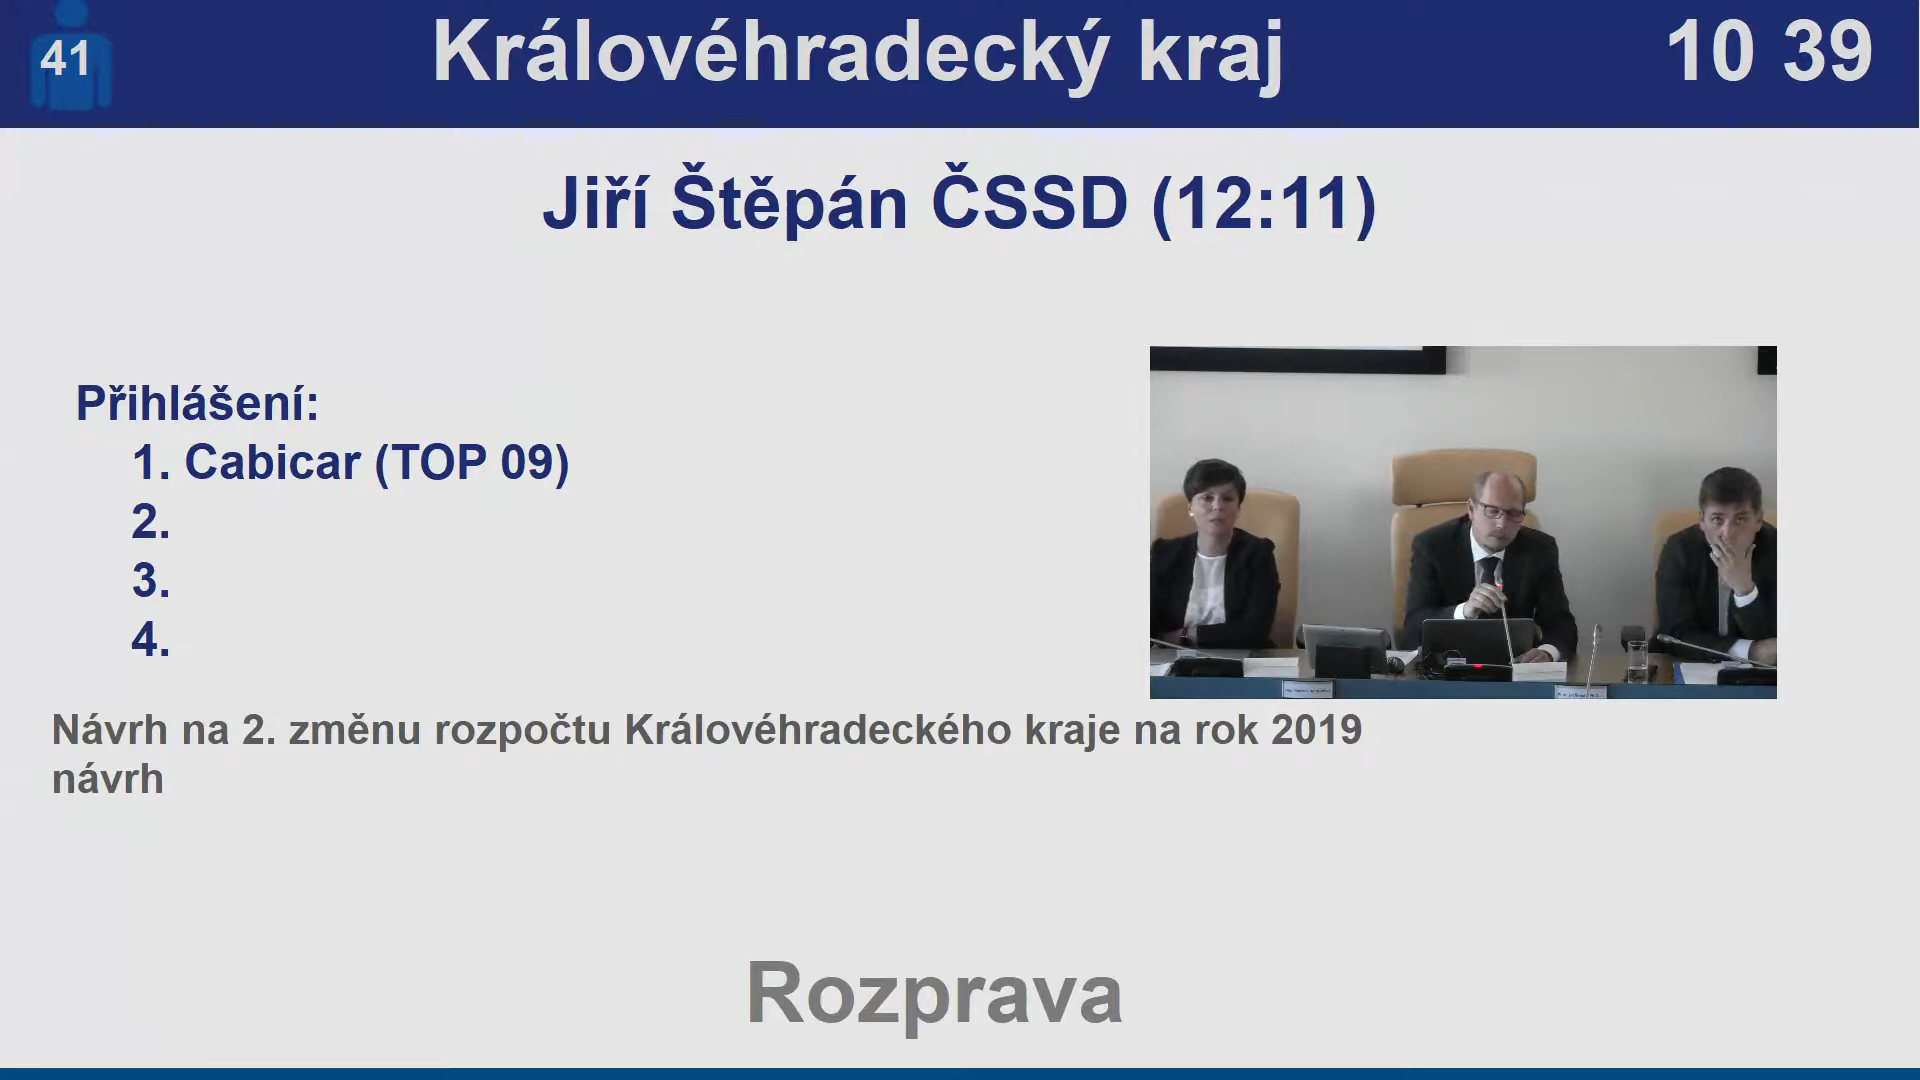 41
Královéhradecký kraj
10 39
Jiří Štěpán ČSSD (12:11)
Přihlášení:
1. Cabicar (TOP 09)
2.
3.
4.
Návrh na 2. změnu rozpočtu Královéhradeckého kraje na rok 2019
návrh
Rozprava